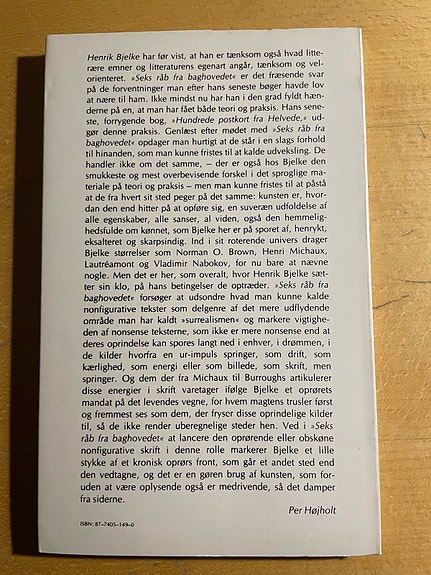 Henrik Bjelke har før vist, at han er tænksom også hvad litte-
rære emner og litteraturens egenart angår, tænksom og vel-
orienteret. »Seks råb fra baghovedet« er det fræsende svar
på de forventninger man efter hans seneste bøger havde lov
at nære til ham. Ikke mindst nu har han i den grad fyldt hæn-
derne på en, at man har fået både teori og praksis. Hans sene-
ste, forrygende bog, »Hundrede postkort fra Helvede,« ud-
gør denne praksis. Genlæst efter mødet med »Seks råb fra
baghovedet« opdager man hurtigt at de står i en slags forhold
til hinanden, som man kunne fristes til at kalde udveksling. De
handler ikke om det samme, – der er også hos Bjelke den
smukkeste og mest overbevisende forskel i det sproglige ma-
teriale på teori og praksis – men man kunne fristes til at påstå
at de fra hvert sit sted peger på det samme: kunsten er, hvor-
dan den end hitter på at opføre sig, en suveræn udfoldelse af
alle egenskaber, alle sanser, al viden, også den hemmelig-
hedsfulde om kønnet, som Bjelke her er på sporet af, henrykt,
eksalteret og skarpsindig. Ind i sit roterende univers drager
Bjelke størrelser som Norman O. Brown, Henri Michaux,
Lautréamont og Vladimir Nabokov, for nu bare at nævne
nogle. Men det er her, som overalt, hvor Henrik Bjelke sæt-
ter sin klo, på hans betingelser de optræder. »Seks råb fra
baghovedet« forsøger at udsondre hvad man kunne kalde
nonfigurative tekster som delgenre af det mere udflydende
område man har kaldt »surrealismen« og markere vigtighe-
den af nonsense teksterne, som ikke er mere nonsense end at
deres oprindelse kan spores langt ned i enhver, i drømmen, i
de kilder hvorfra en ur-impuls springer, som drift, som
kærlighed, som energi eller som billede, som skrift, men
springer. Og dem der fra Michaux til Burroughs artikulerer
disse energier i skrift varetager ifølge Bjelke et oprørets
mandat på det levendes vegne, for hvem magtens trusler først
og fremmest ses som dem, der fryser disse oprindelige kilder
til, så de ikke render uberegnelige steder hen. Ved i »Seks
råb fra baghovedet« at lancere den oprørende eller obskøne
nonfigurative skrift i denne rolle markerer Bjelke et lille
stykke af et kronisk oprørs front, som går et andet sted end
den vedtagne, og det er en gøren brug af kunsten, som for-
uden at være oplysende også er medrivende, så det damper
fra siderne.
Per Højholt
ISBN: 87-7405-149-0